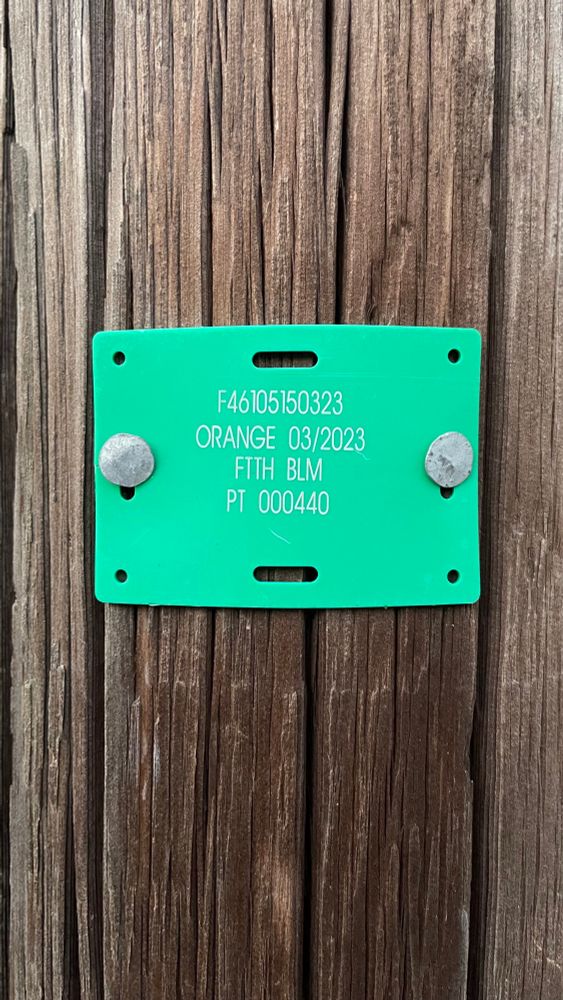 F46105150323
ORANGE 03/2023
FTTH BLM
PT 000440